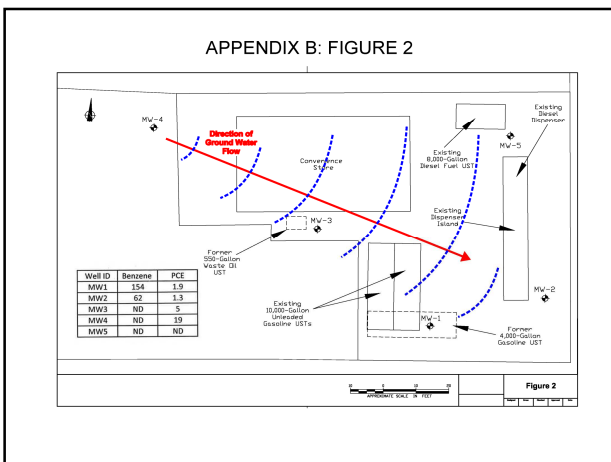 APPENDIX B: FIGURE 2
MW-4
Direction of
Ground Water
Flow
Convenience
Store
Existing
8,000-Gallon
Diesel Fuel UST
Existing
Diesel
Dispenser
MW-5
MW-3
Former
550-Gallon
Waste Oil
UST
Existing
Dispenser
Island
Well ID Benzene PCE
MW1 154 1.9
MW2 62 1.3
MW3 ND 5
MW4 ND 19
MW5 ND ND
Existing
10,000-Gallon
Unleaded
Gasoline USTs
MW-2
MW-1
Former
4,000-Gallon
Gasoline UST
10 0 10 20
APPROXIMATE SCALE IN FEET
Figure 2